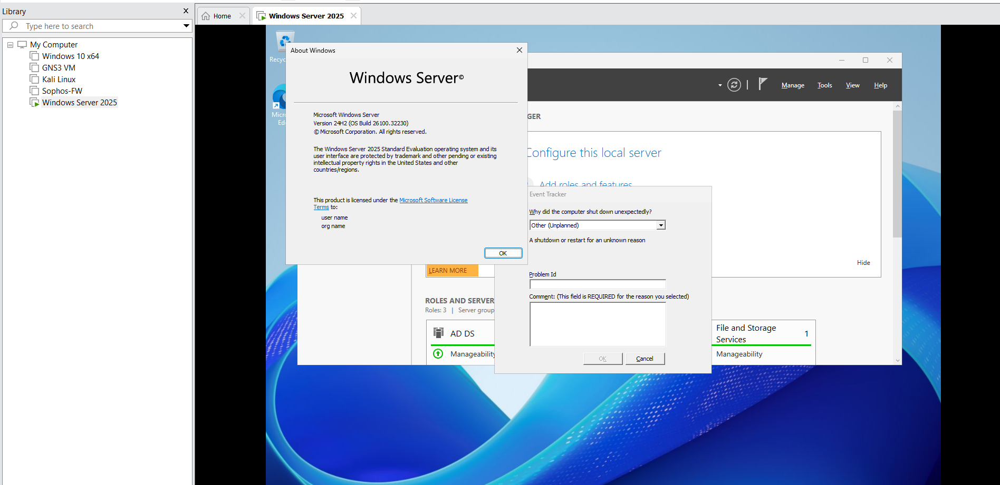 Library
Type here to search
My Computer
Windows 10 x64
GNS3 VM
Kali Linux
Sophos-FW
Windows Server 2025
Home
Windows Server 2025
Recyc
Micr
Ed
About Windows
Windows Server©
Microsoft Windows Server
Version 24H2 (OS Build 26100.32230)
© Microsoft Corporation. All rights reserved.
The Windows Server 2025 Standard Evaluation operating system and its
user interface are protected by trademark and other pending or existing
intellectual property rights in the United States and other
countries/regions.
This product is licensed under the Microsoft Software License
Terms to:
user name
org name
OK
Manage
Tools
View
Help
GER
Configure this local server
Add roles and features
Event Tracker
Why did the computer shut down unexpectedly?
Other (Unplanned)
A shutdown or restart for an unknown reason
Problem Id
Comment: (This field is REQUIRED for the reason you selected)
OK
Cancel
Hide
LEARN MORE
ROLES AND SERVER
Roles: 3 | Server group
AD DS
Manageability
File and Storage
Services
1
Manageability